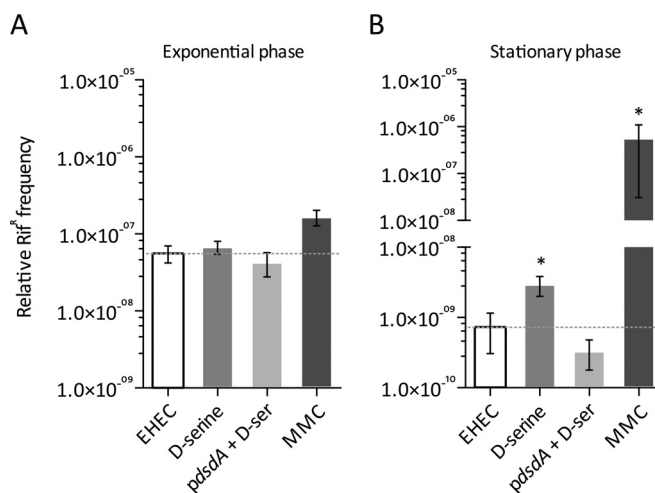 A
Exponential phase
Relative Rifᴿ frequency
1.0×10⁻⁰⁵
1.0×10⁻⁰⁶
1.0×10⁻⁰⁷
1.0×10⁻⁰⁸
1.0×10⁻⁰⁹
EHEC
D-serine
pdsdA + D-ser
MMC
B
Stationary phase
1.0×10⁻⁰⁵
1.0×10⁻⁰⁶
1.0×10⁻⁰⁷
1.0×10⁻⁰⁸
1.0×10⁻⁰⁸
1.0×10⁻⁰⁹
1.0×10⁻¹⁰
*
*
EHEC
D-serine
pdsdA + D-ser
MMC